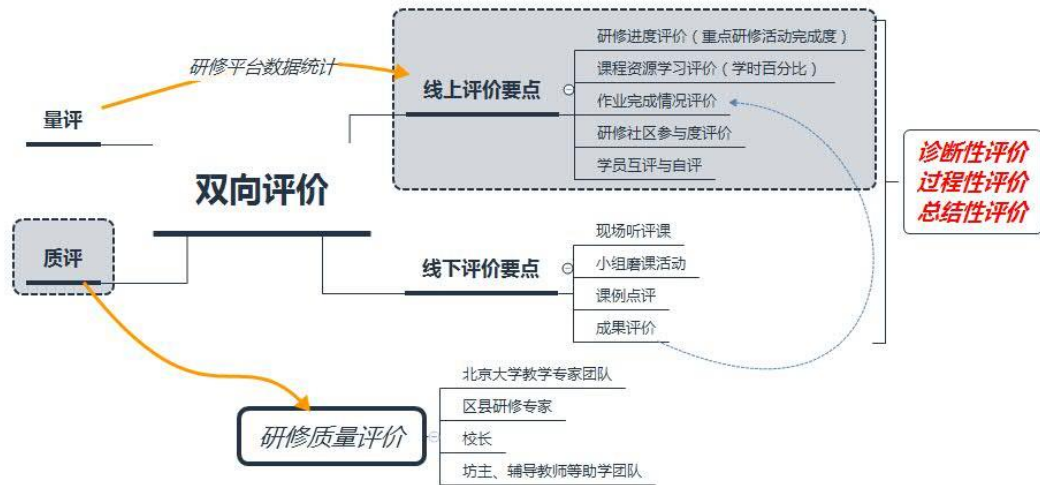 研修平台数据统计
量评
双向评价
质评
线上评价要点
研修进度评价（重点研修活动完成度）
课程资源学习评价（学时百分比）
作业完成情况评价
研修社区参与度评价
学员互评与自评
线下评价要点
现场听评课
小组磨课活动
课例点评
成果评价
诊断性评价
过程性评价
总结性评价
研修质量评价
北京大学教学专家团队
区县研修专家
校长
坊主、辅导教师等助学团队